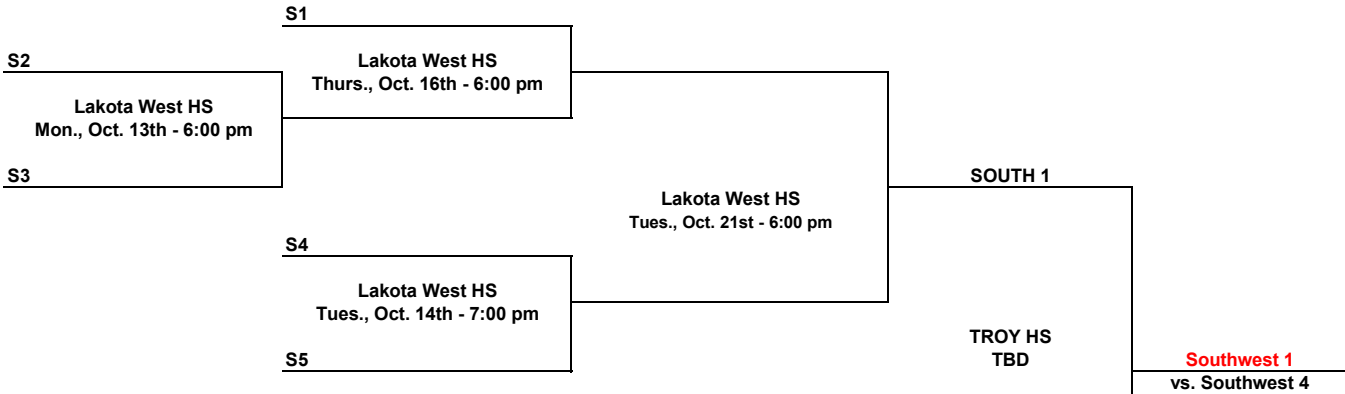 S1
S2
Lakota West HS
Thurs., Oct. 16th - 6:00 pm
Lakota West HS
Mon., Oct. 13th - 6:00 pm
S3
SOUTH 1
Lakota West HS
Tues., Oct. 21st - 6:00 pm
S4
Lakota West HS
Tues., Oct. 14th - 7:00 pm
TROY HS
TBD
S5
Southwest 1
vs. Southwest 4